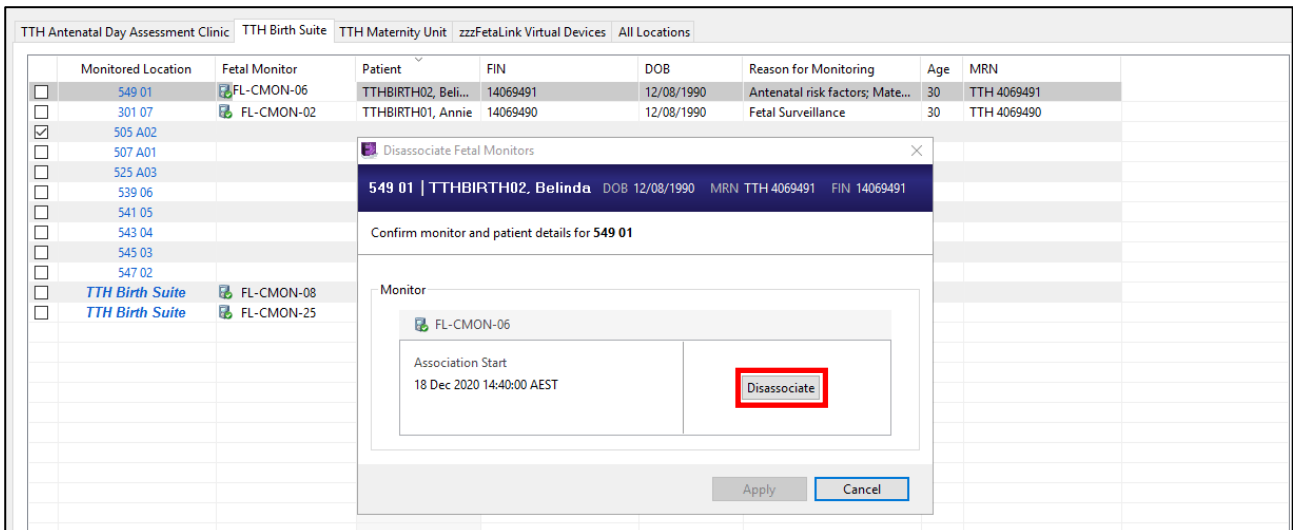 TTH Antenatal Day Assessment Clinic TTH Birth Suite TTH Maternity Unit zzzFetaLink Virtual Devices All Locations
Monitored Location Fetal Monitor Patient FIN DOB Reason for Monitoring Age MRN
549 01 FL-CMON-06 TTHBIRTH02, Beli... 14069491 12/08/1990 Antenatal risk factors; Mate... 30 TTH 4069491
301 07 FL-CMON-02 TTHBIRTH01, Annie 14069490 12/08/1990 Fetal Surveillance 30 TTH 4069490
505 A02
507 A01
525 A03
539 06
541 05
543 04
545 03
547 02
TTH Birth Suite FL-CMON-08
TTH Birth Suite FL-CMON-25
Disassociate Fetal Monitors
549 01 | TTHBIRTH02, Belinda DOB 12/08/1990 MRN TTH 4069491 FIN 14069491
Confirm monitor and patient details for 549 01
Monitor
FL-CMON-06
Association Start
18 Dec 2020 14:40:00 AEST
Disassociate
Apply Cancel